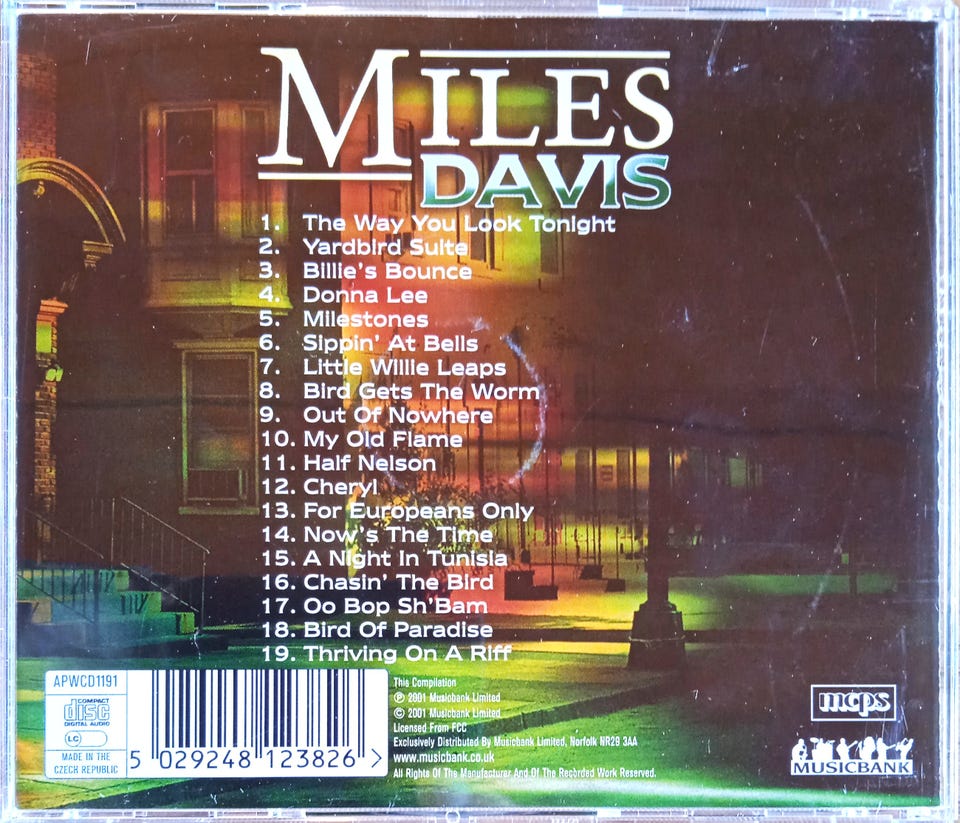 MILES
DAVIS
1. The Way You Look Tonight
2. Yardbird Suite
3. Billie's Bounce
4. Donna Lee
5. Milestones
6. Sippin' At Bells
7. Little Willie Leaps
8. Bird Gets The Worm
9. Out Of Nowhere
10. My Old Flame
11. Half Nelson
12. Cheryl
13. For Europeans Only
14. Now's The Time
15. A Night In Tunisia
16. Chasin' The Bird
17. Oo Bop Sh'Bam
18. Bird Of Paradise
19. Thriving On A Riff
APWCD1191
COMPACT
disc
DIGITAL AUDIO
LC
MADE IN THE
CZECH REPUBLIC
5 029248 123826 >
This Compilation
℗ 2001 Musicbank Limited
© 2001 Musicbank Limited
Licensed From FCC
Exclusively Distributed By Musicbank Limited, Norfolk NR29 3AA
www.musicbank.co.uk
All Rights Of The Manufacturer And Of The Recorded Work Reserved.
mcps
MUSICBANK